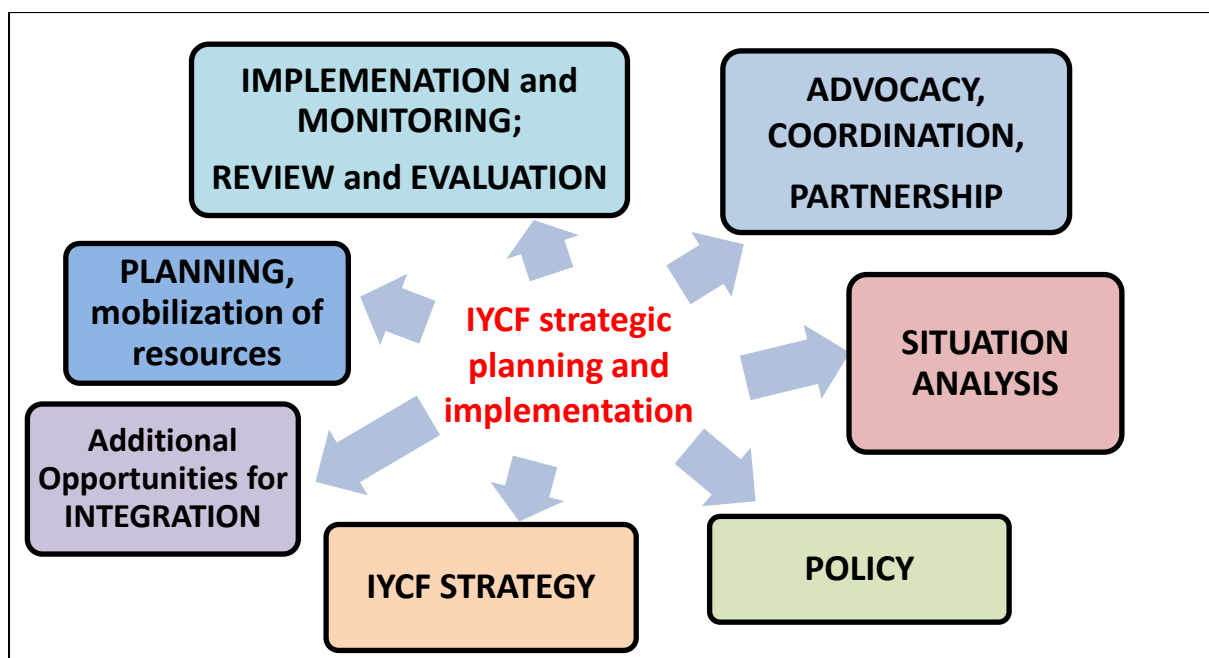 IMPLEMENATION and
MONITORING;
REVIEW and EVALUATION
ADVOCACY,
COORDINATION,
PARTNERSHIP
PLANNING,
mobilization of
resources
IYCF strategic
planning and
implementation
SITUATION
ANALYSIS
Additional
Opportunities for
INTEGRATION
IYCF STRATEGY
POLICY